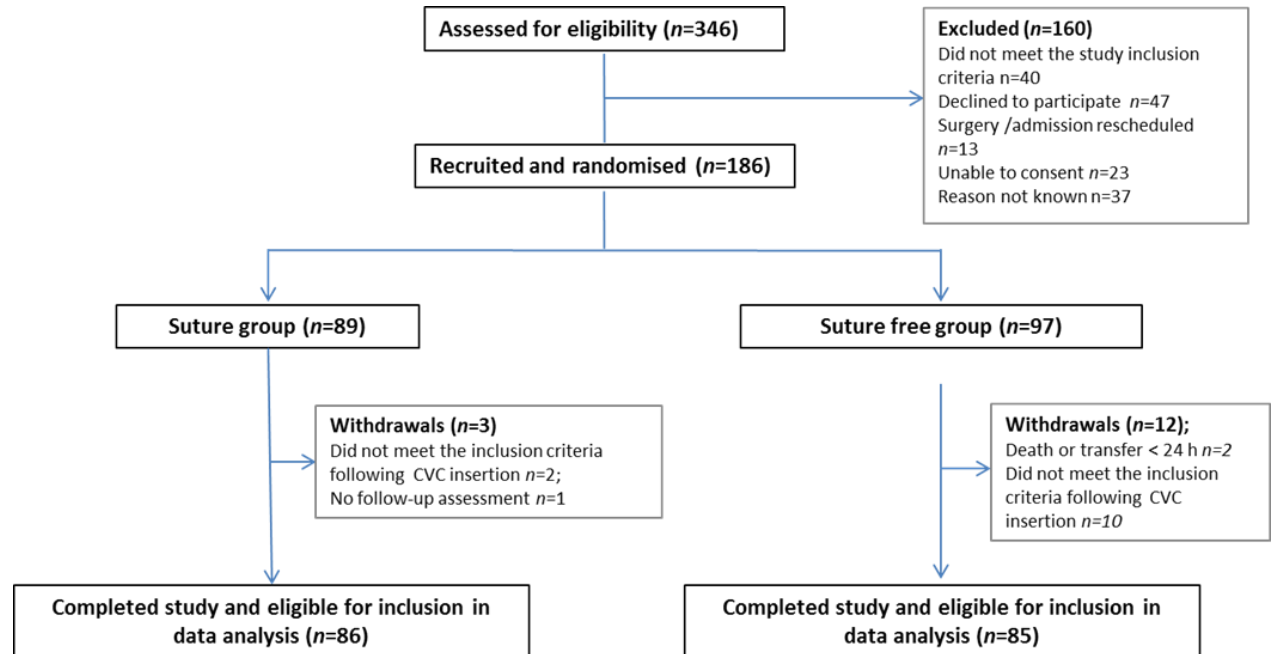 Assessed for eligibility (n=346)
Excluded (n=160)
Did not meet the study inclusion
criteria n=40
Declined to participate n=47
Surgery /admission rescheduled
n=13
Unable to consent n=23
Reason not known n=37
Recruited and randomised (n=186)
Suture group (n=89)
Suture free group (n=97)
Withdrawals (n=3)
Did not meet the inclusion criteria
following CVC insertion n=2;
No follow-up assessment n=1
Withdrawals (n=12);
Death or transfer < 24 h n=2
Did not meet the inclusion
criteria following CVC
insertion n=10
Completed study and eligible for inclusion in
data analysis (n=86)
Completed study and eligible for inclusion in
data analysis (n=85)